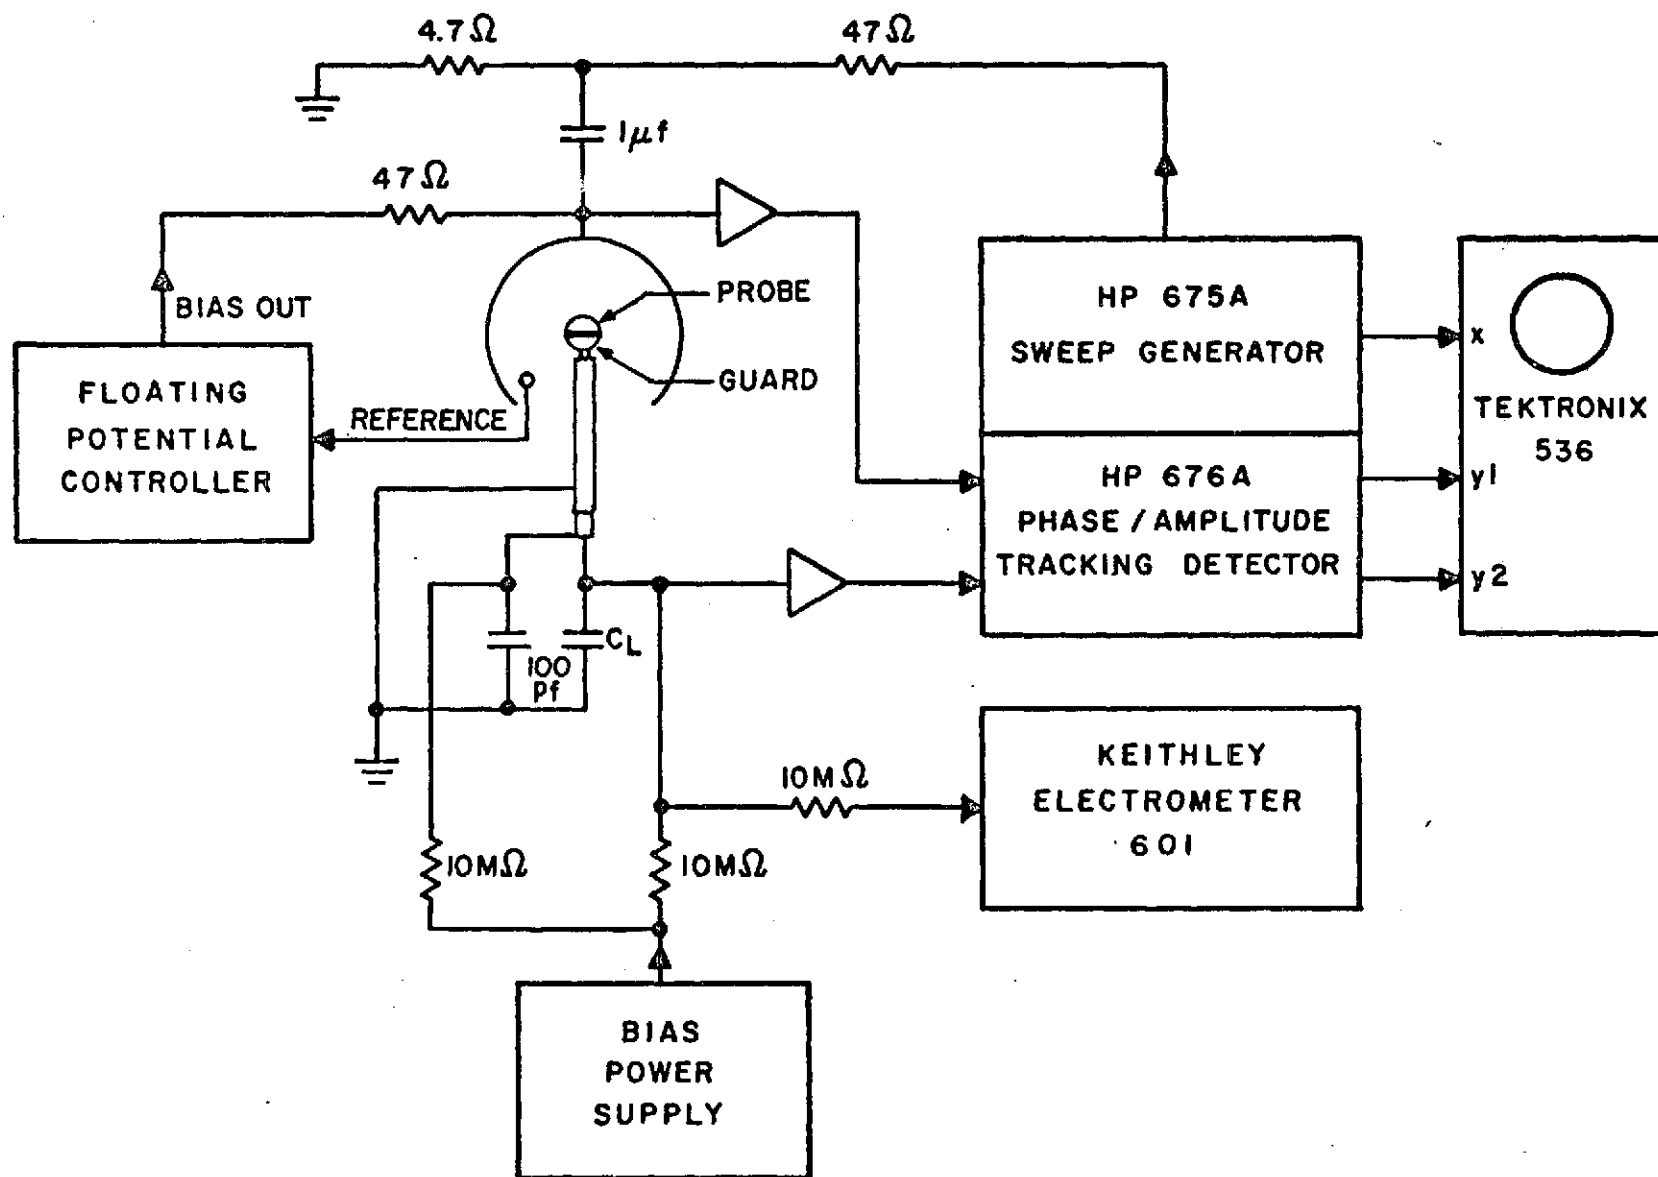 4.7Ω
47Ω
1μf
47Ω
BIAS OUT
PROBE
GUARD
REFERENCE
FLOATING
POTENTIAL
CONTROLLER
HP 675A
SWEEP GENERATOR
HP 676A
PHASE / AMPLITUDE
TRACKING DETECTOR
x
TEKTRONIX
536
y1
y2
CL
100
pf
10MΩ
10MΩ
10MΩ
KEITHLEY
ELECTROMETER
601
BIAS
POWER
SUPPLY